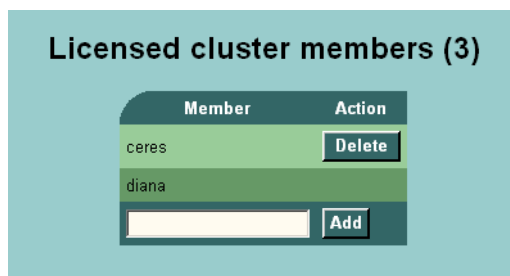 Licensed cluster members (3)
Member Action
ceres Delete
diana
Add